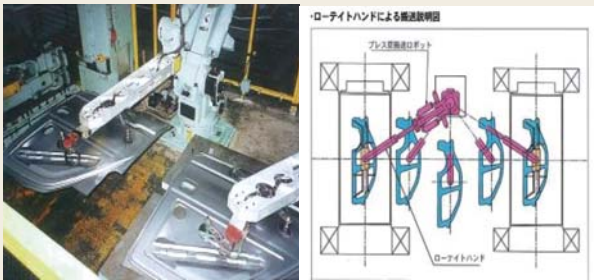 ・ローテイトハンドによる搬送説明図
プレス間搬送ロボット
ローテイトハンド